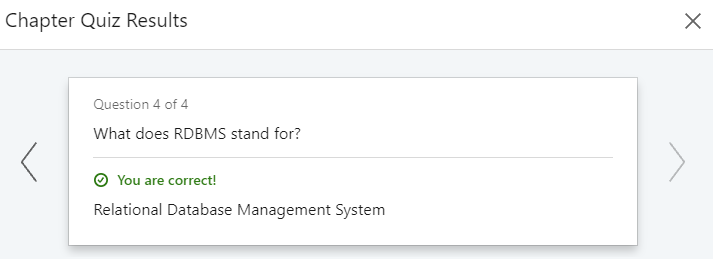 Chapter Quiz Results
Question 4 of 4
What does RDBMS stand for?
You are correct!
Relational Database Management System